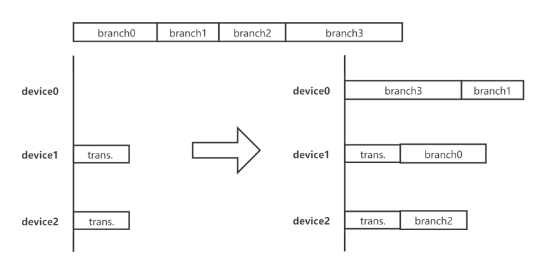 branch0 branch1 branch2 branch3
device0 device0 branch3 branch1
device1 trans. device1 trans. branch0
device2 trans. device2 trans. branch2